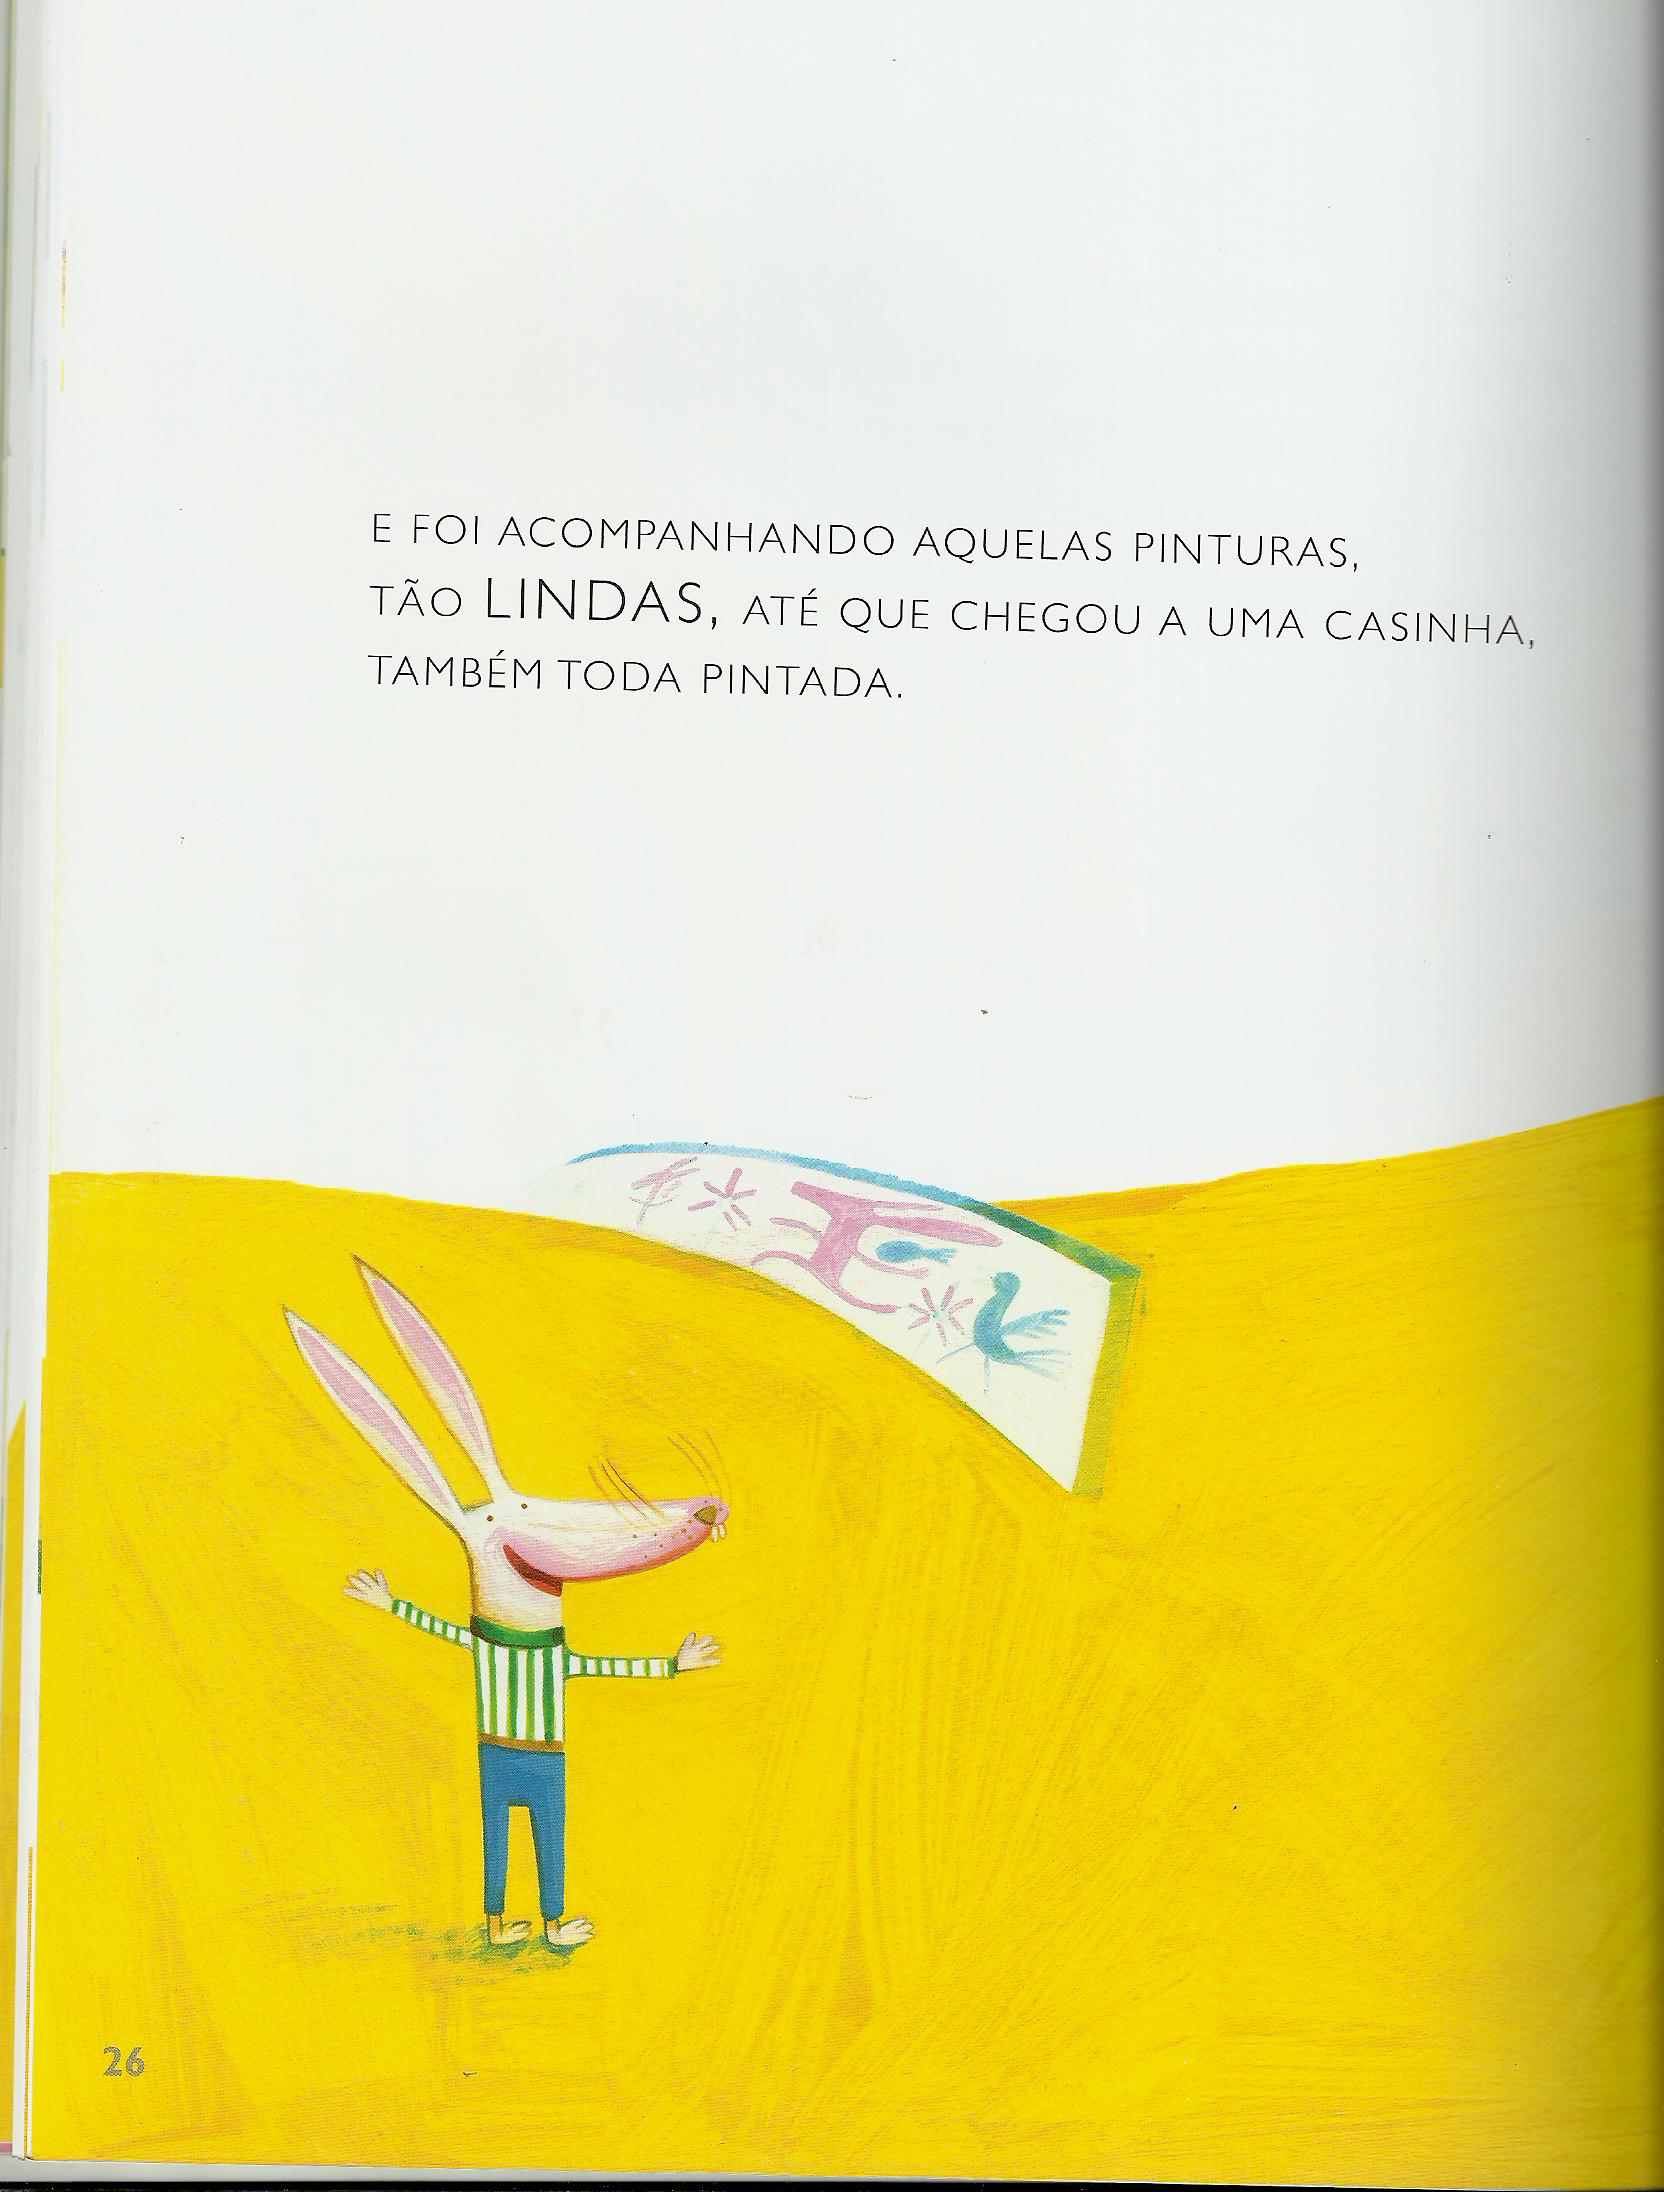 E FOI ACOMPANHANDO AQUELAS PINTURAS,
TÃO LINDAS, ATÉ QUE CHEGOU A UMA CASINHA,
TAMBÉM TODA PINTADA.
26